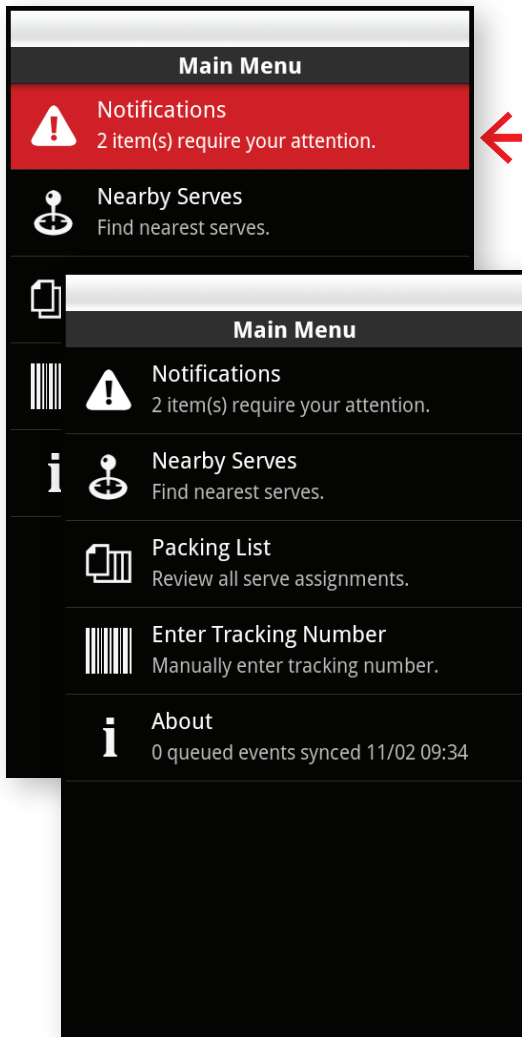 Main Menu
Notifications
2 item(s) require your attention.
Nearby Serves
Find nearest serves.
Main Menu
Notifications
2 item(s) require your attention.
Nearby Serves
Find nearest serves.
Packing List
Review all serve assignments.
Enter Tracking Number
Manually enter tracking number.
About
0 queued events synced 11/02 09:34